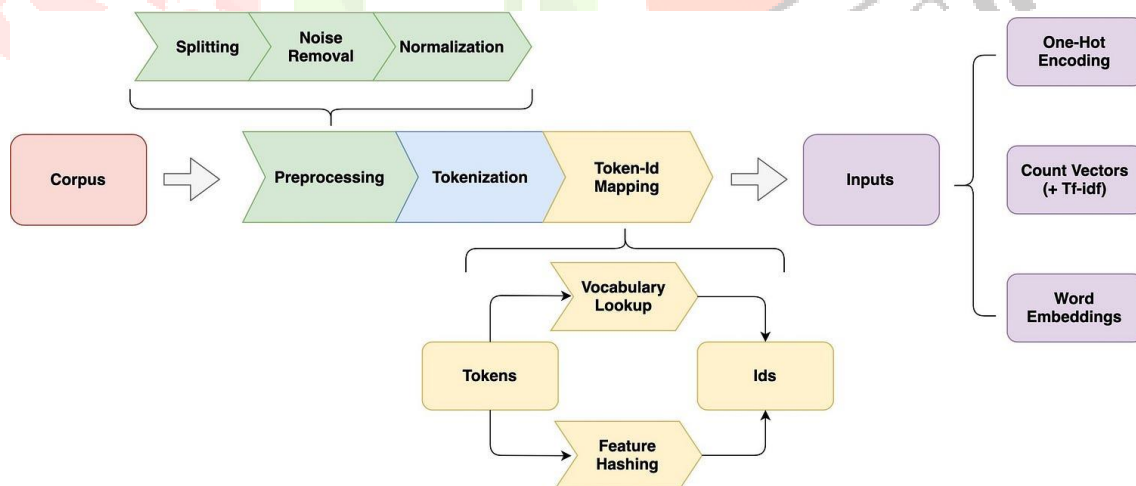 Splitting
Noise
Removal
Normalization
One-Hot
Encoding
Corpus
Preprocessing
Tokenization
Token-Id
Mapping
Inputs
Count Vectors
(+ Tf-idf)
Vocabulary
Lookup
Word
Embeddings
Tokens
Ids
Feature
Hashing